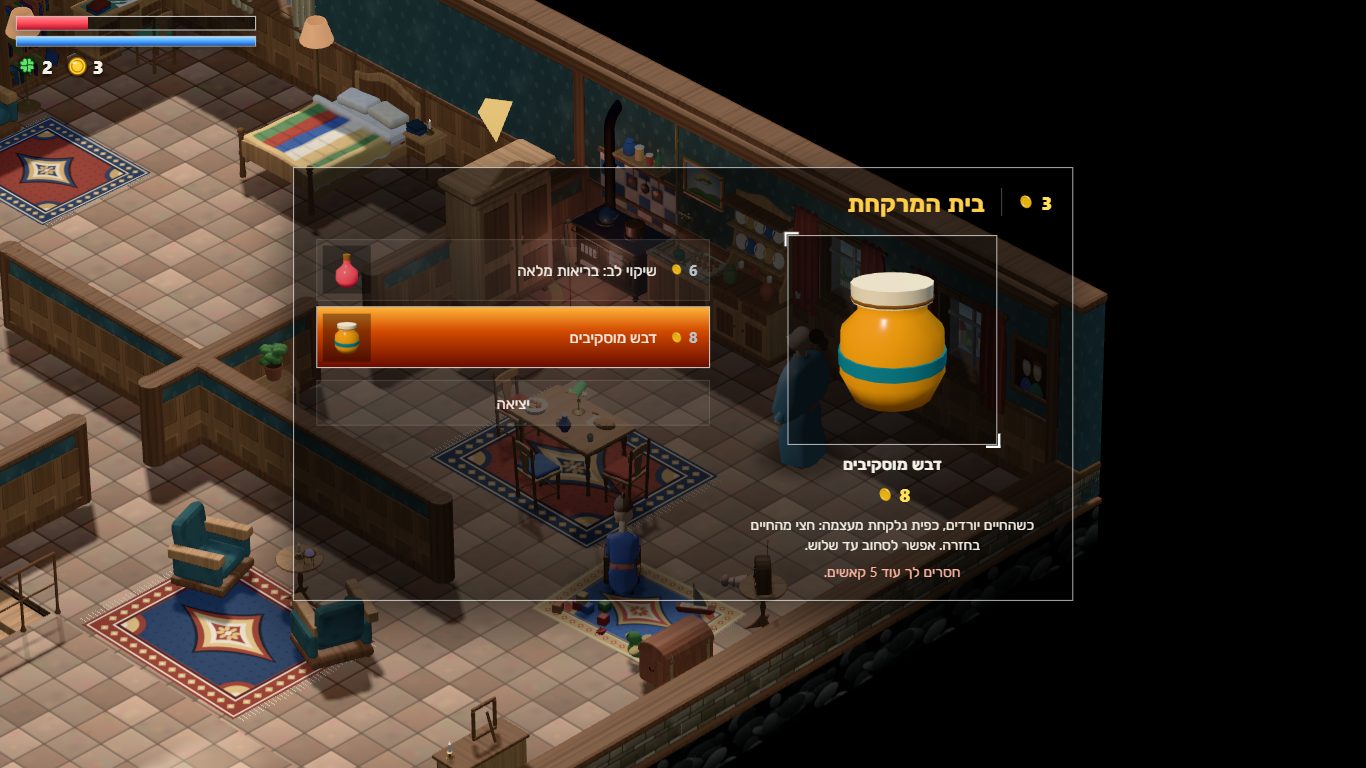 2 3
בית המרקחת 3
שיקוי לב: בריאות מלאה 6
דבש מוסקיבים 8
יציאה
דבש מוסקיבים
8
כשהחיים יורדים, כפית נלקחת מעצמה: חצי מהחיים
בחזרה. אפשר לסחוב עד שלוש.
חסרים לך עוד 5 קאשים.